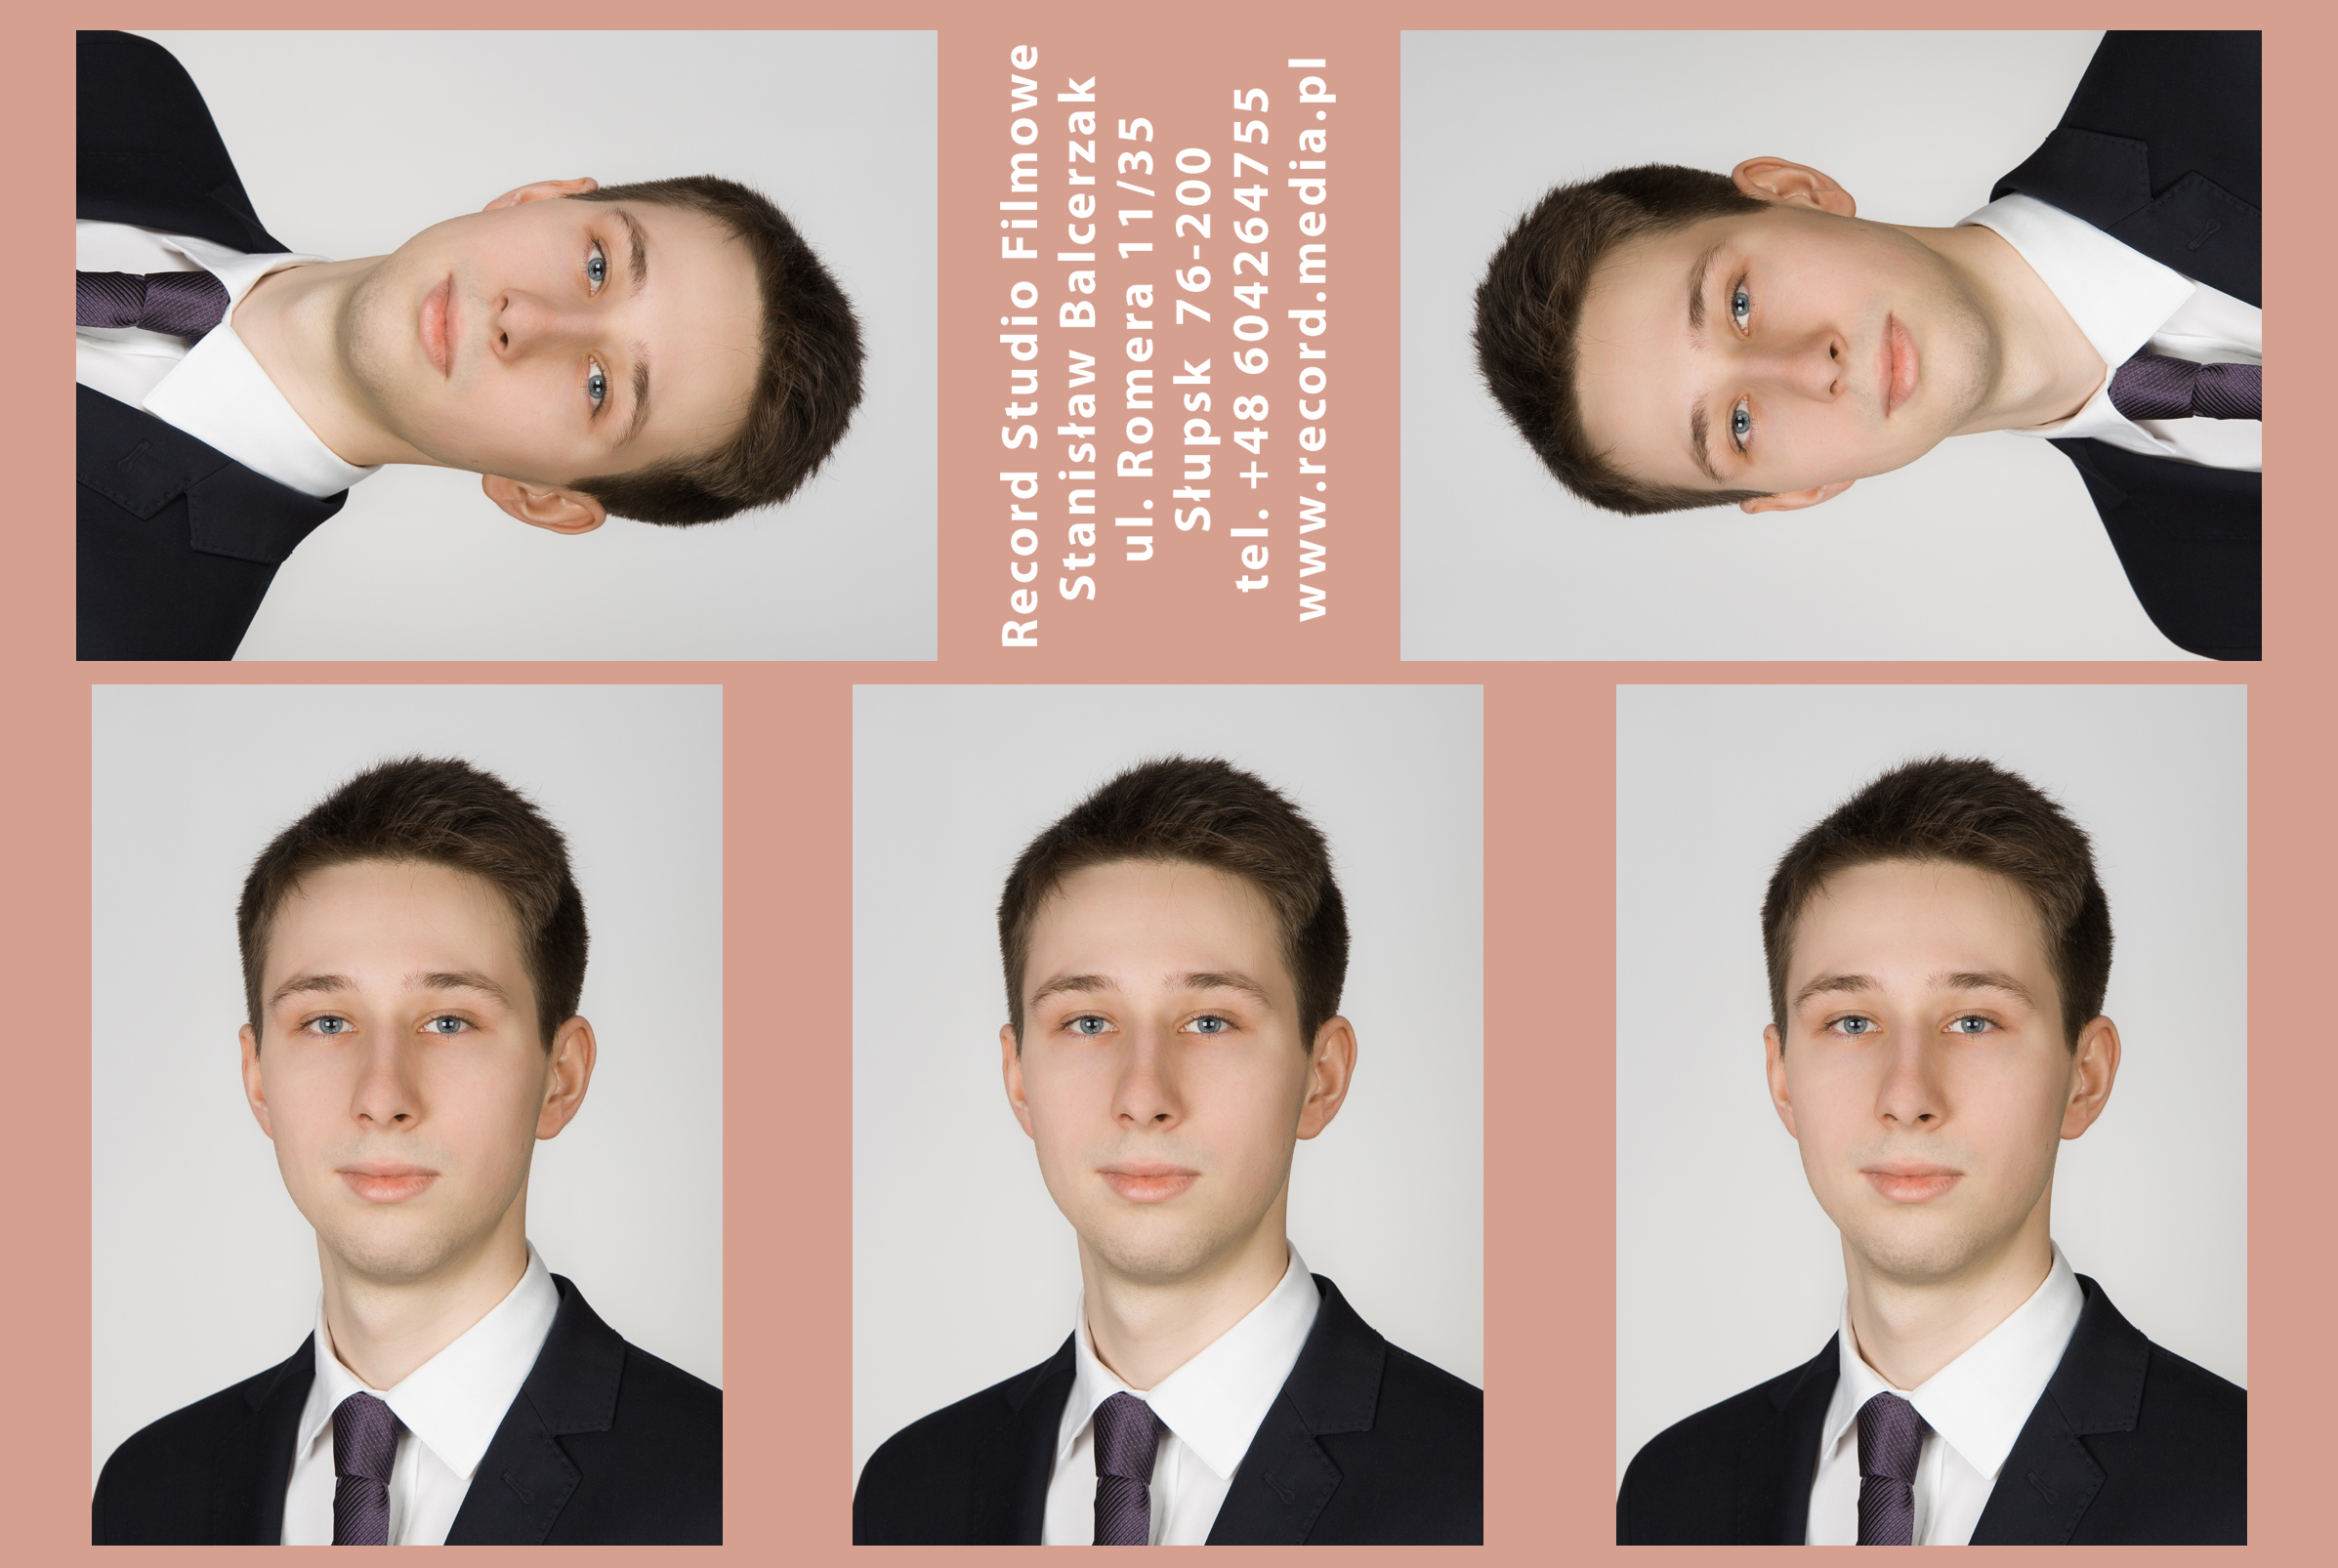 Record Studio Filmowe
Stanisław Balcerzak
ul. Romera 11/35
Słupsk 76-200
tel. +48 604264755
www.record.media.pl